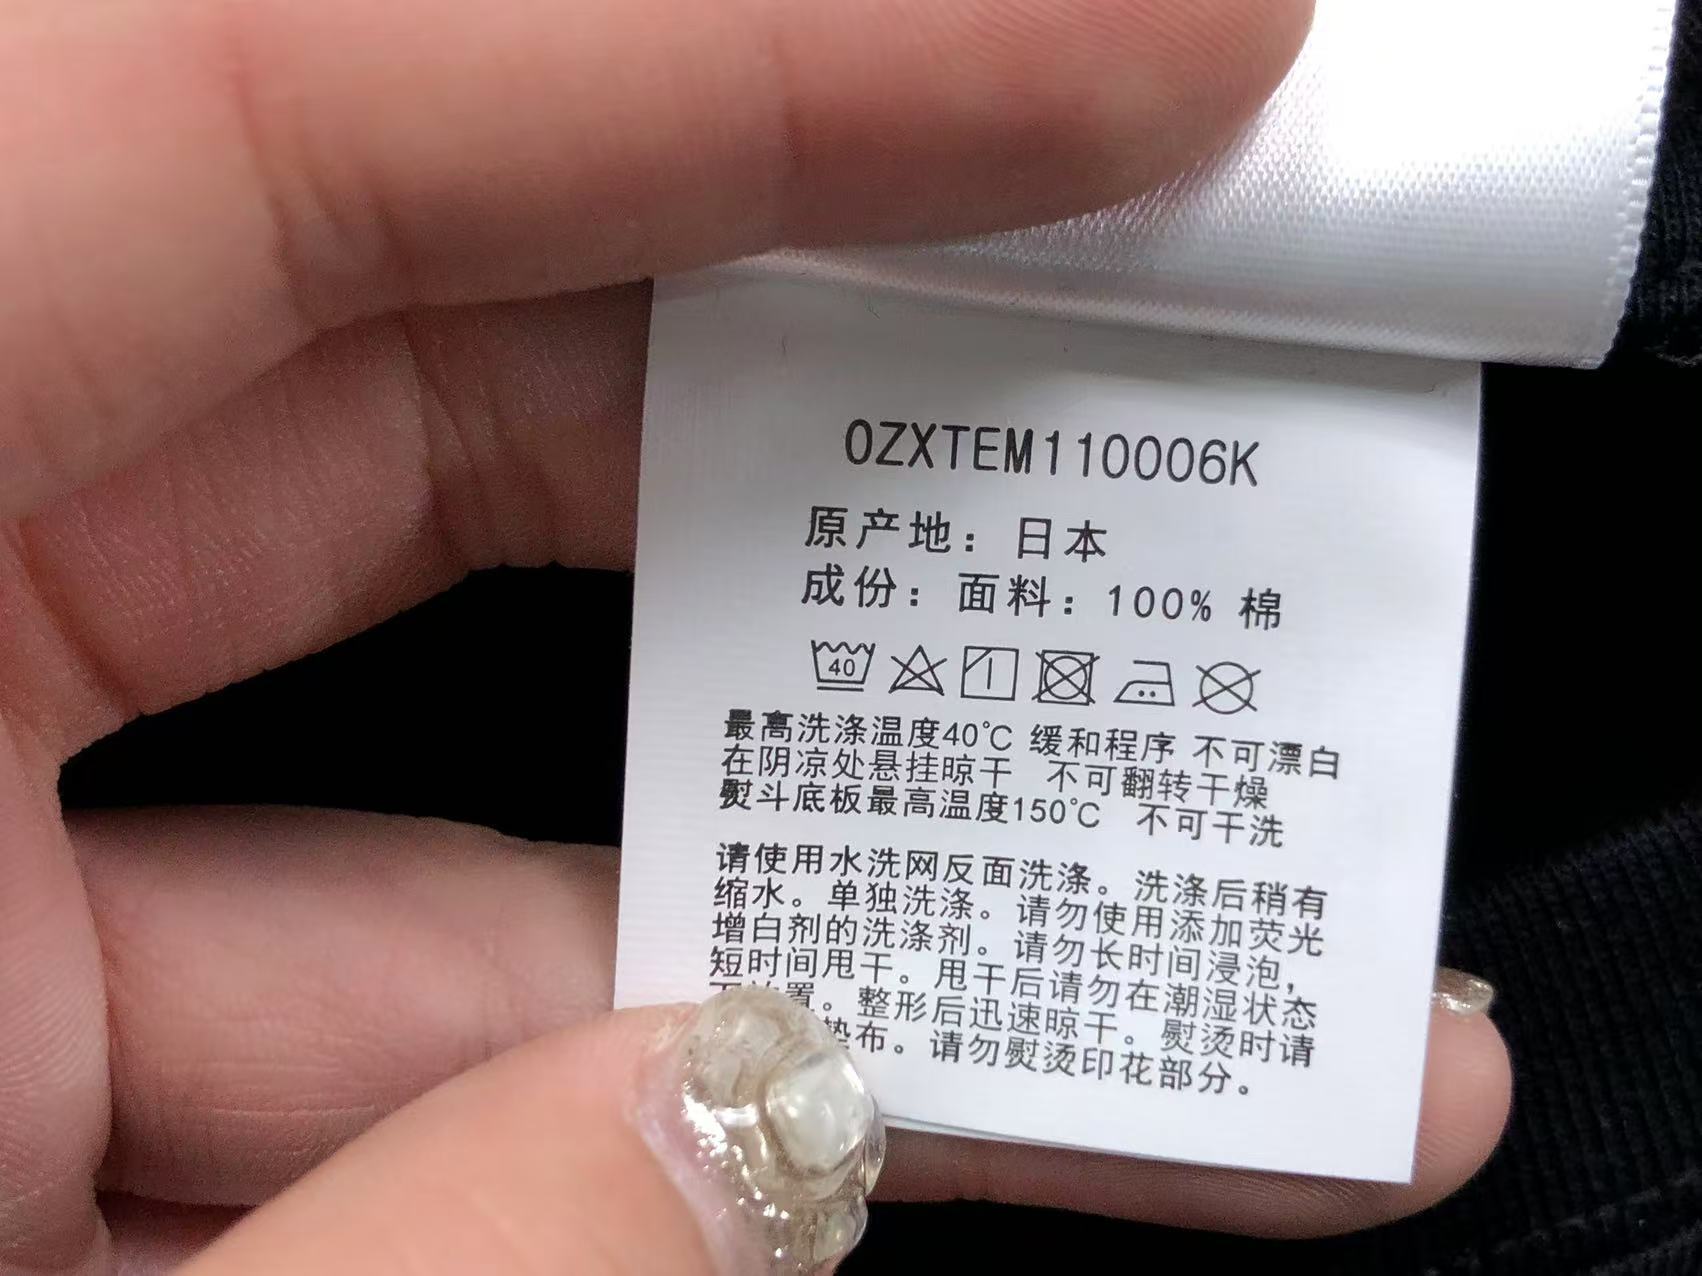 0ZXTEM110006K
原产地：日本
成份：面料：100% 棉
40
最高洗涤温度40℃ 缓和程序 不可漂白
在阴凉处悬挂晾干 不可翻转干燥
熨斗底板最高温度150℃ 不可干洗
请使用水洗网反面洗涤。洗涤后稍有
缩水。单独洗涤。请勿使用添加荧光
增白剂的洗涤剂。请勿长时间浸泡，
短时间甩干。甩干后请勿在潮湿状态
置。整形后迅速晾干。熨烫时请
垫布。请勿熨烫印花部分。